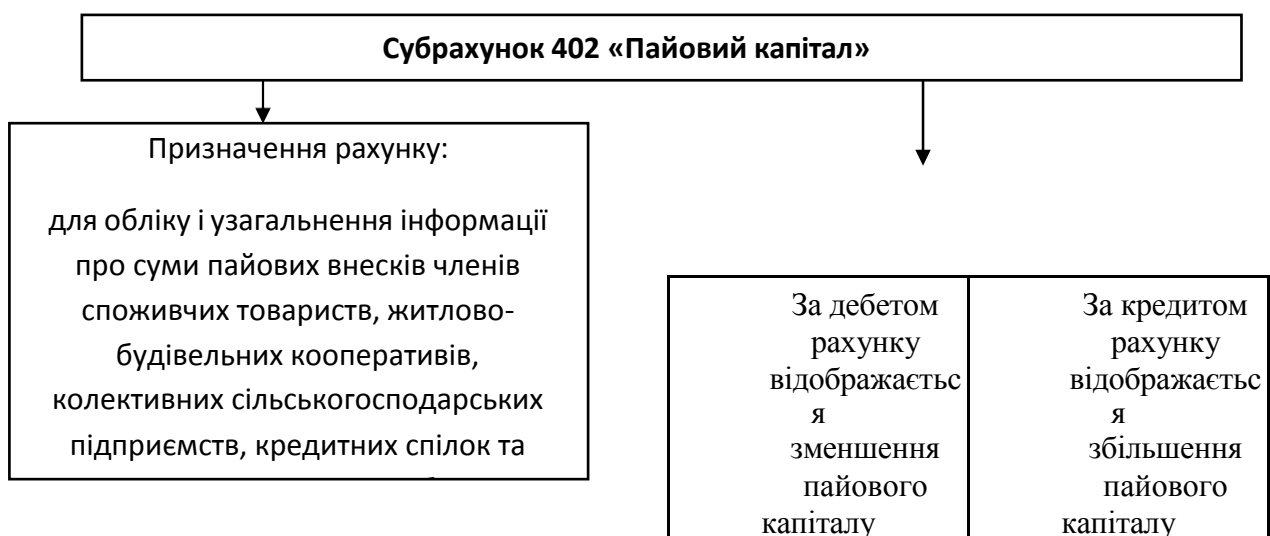 Субрахунок 402 «Пайовий капітал»
Призначення рахунку:
для обліку і узагальнення інформації
про суми пайових внесків членів
споживчих товариств, житлово-
будівельних кооперативів,
колективних сільськогосподарських
підприємств, кредитних спілок та
За дебетом
рахунку
відображаєтьс
я
зменшення
пайового
капіталу
За кредитом
рахунку
відображаєтьс
я
збільшення
пайового
капіталу